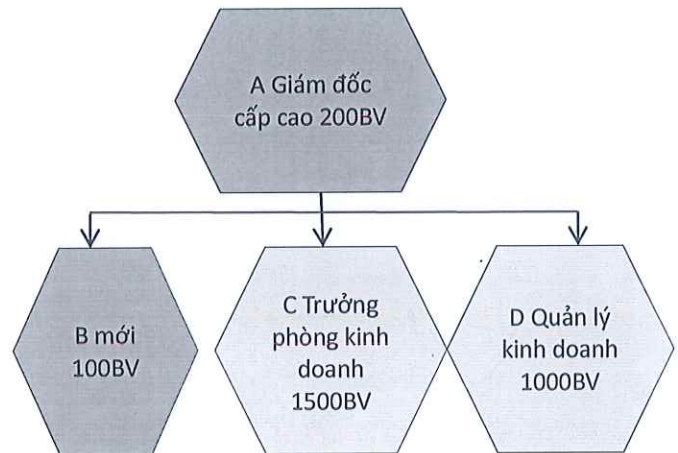 A Giám đốc
cấp cao 200BV
B mới
100BV
C Trưởng
phòng kinh
doanh
1500BV
D Quản lý
kinh doanh
1000BV